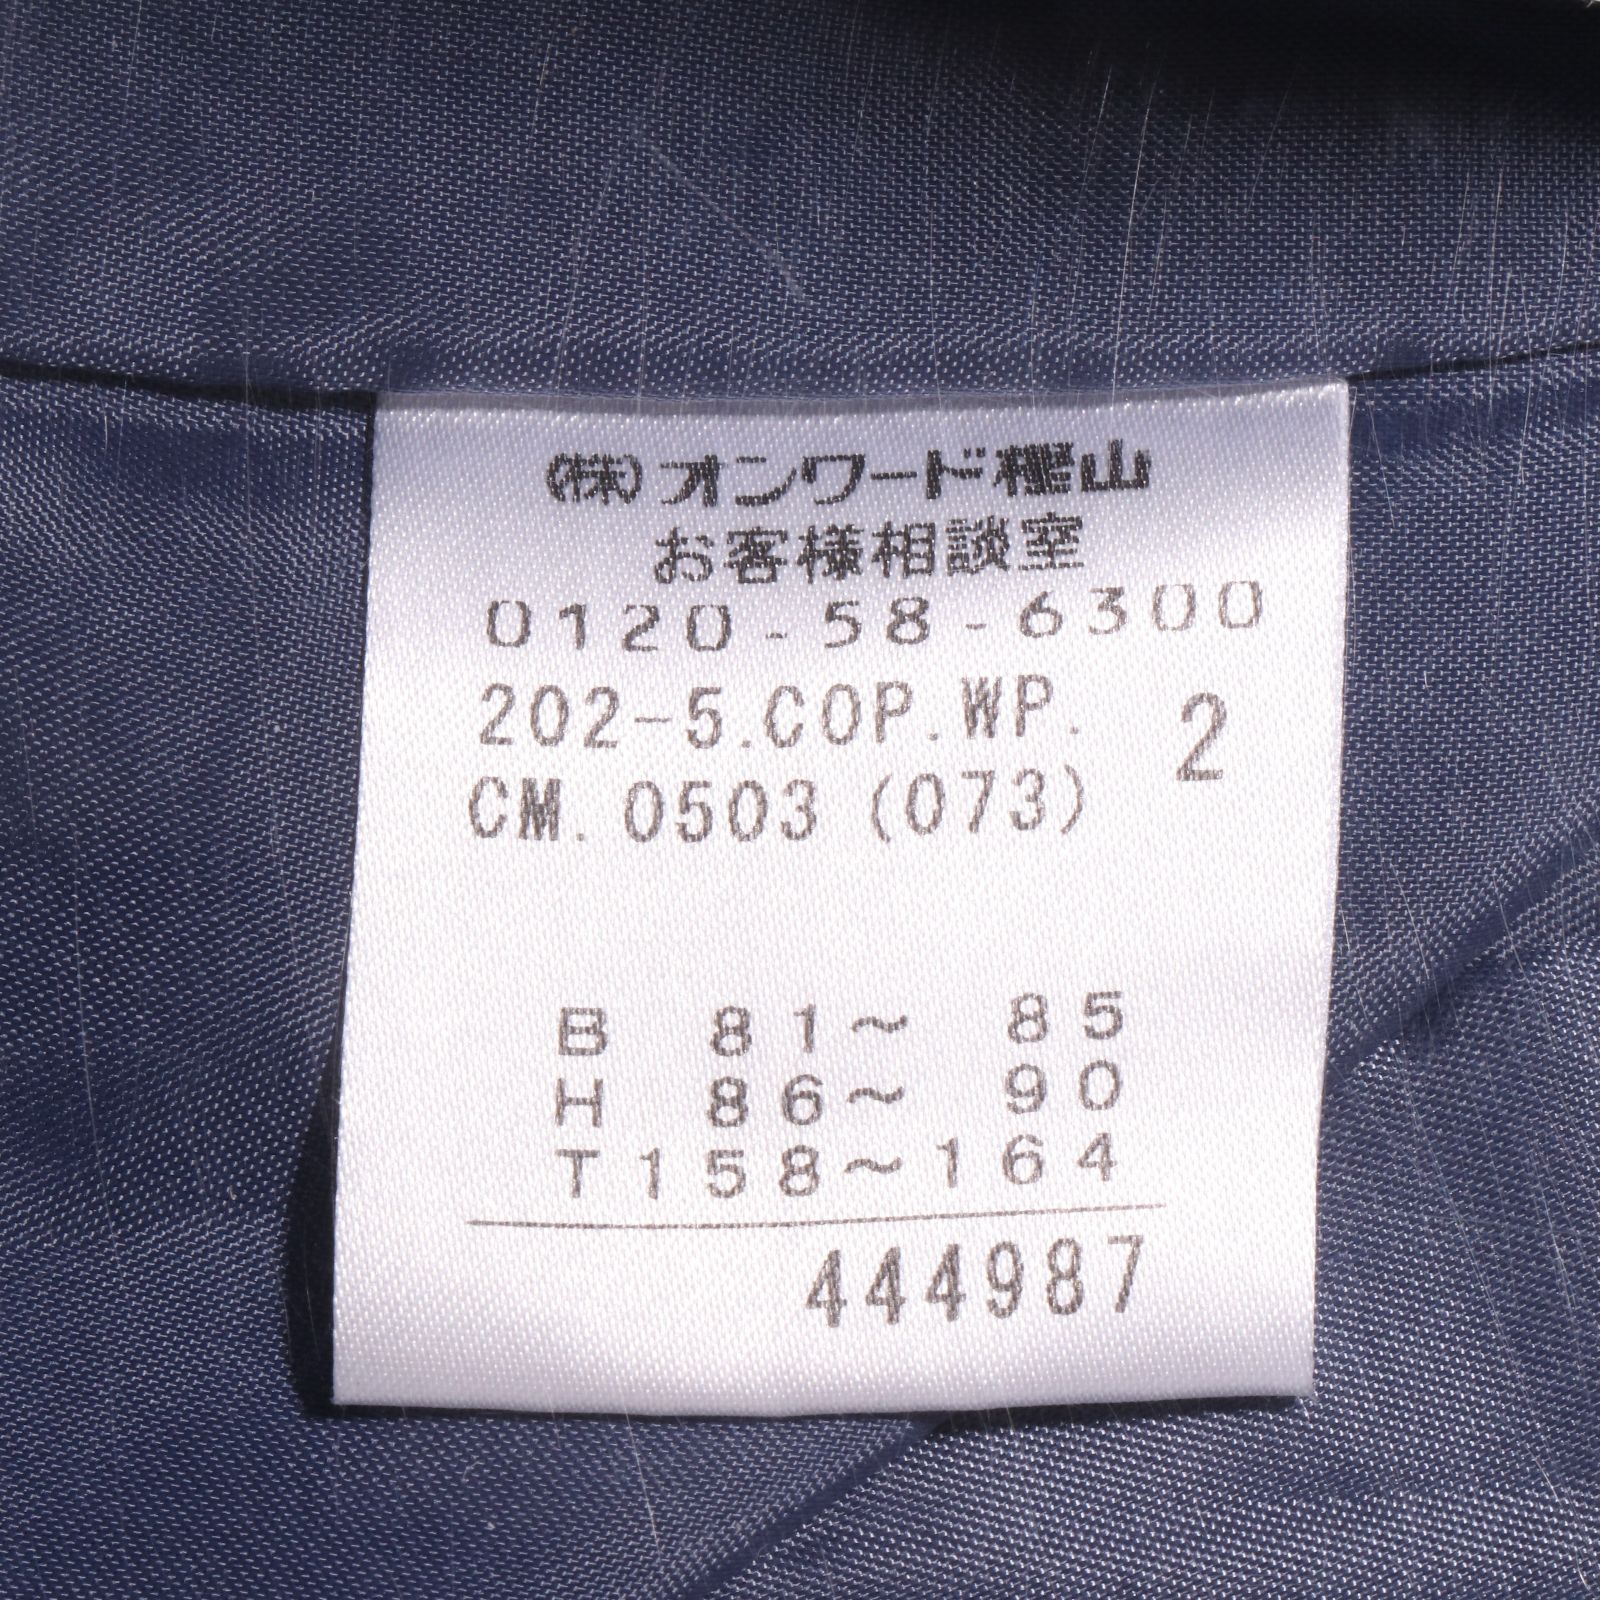 (株)オンワード樫山
お客様相談室
0120-58-6300
202-5.COP.WP. 2
CM.0503(073)
B 81〜 85
H 86〜 90
T158〜164
444987